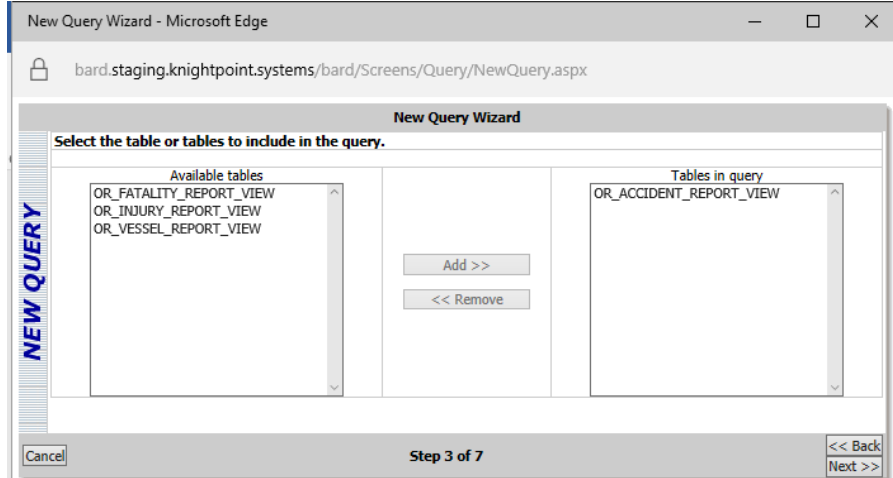 New Query Wizard - Microsoft Edge
bard.staging.knightpoint.systems/bard/Screens/Query/NewQuery.aspx
New Query Wizard
NEW QUERY
Select the table or tables to include in the query.
Available tables
OR_FATALITY_REPORT_VIEW
OR_INJURY_REPORT_VIEW
OR_VESSEL_REPORT_VIEW
Add >>
<< Remove
Tables in query
OR_ACCIDENT_REPORT_VIEW
Cancel
Step 3 of 7
<< Back
Next >>